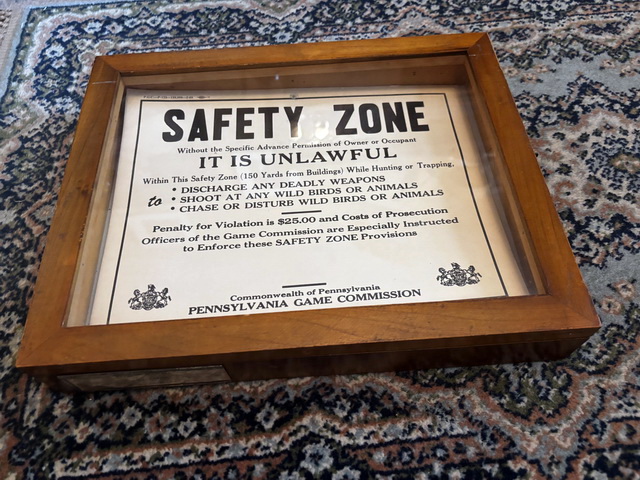 SAFETY ZONE
Without the Specific Advance Permission of Owner or Occupant
IT IS UNLAWFUL
Within This Safety Zone (150 Yards from Buildings) While Hunting or Trapping,
to
• DISCHARGE ANY DEADLY WEAPONS
• SHOOT AT ANY WILD BIRDS OR ANIMALS
• CHASE OR DISTURB WILD BIRDS OR ANIMALS
Penalty for Violation is $25.00 and Costs of Prosecution
Officers of the Game Commission are Especially Instructed
to Enforce these SAFETY ZONE Provisions
Commonwealth of Pennsylvania
PENNSYLVANIA GAME COMMISSION